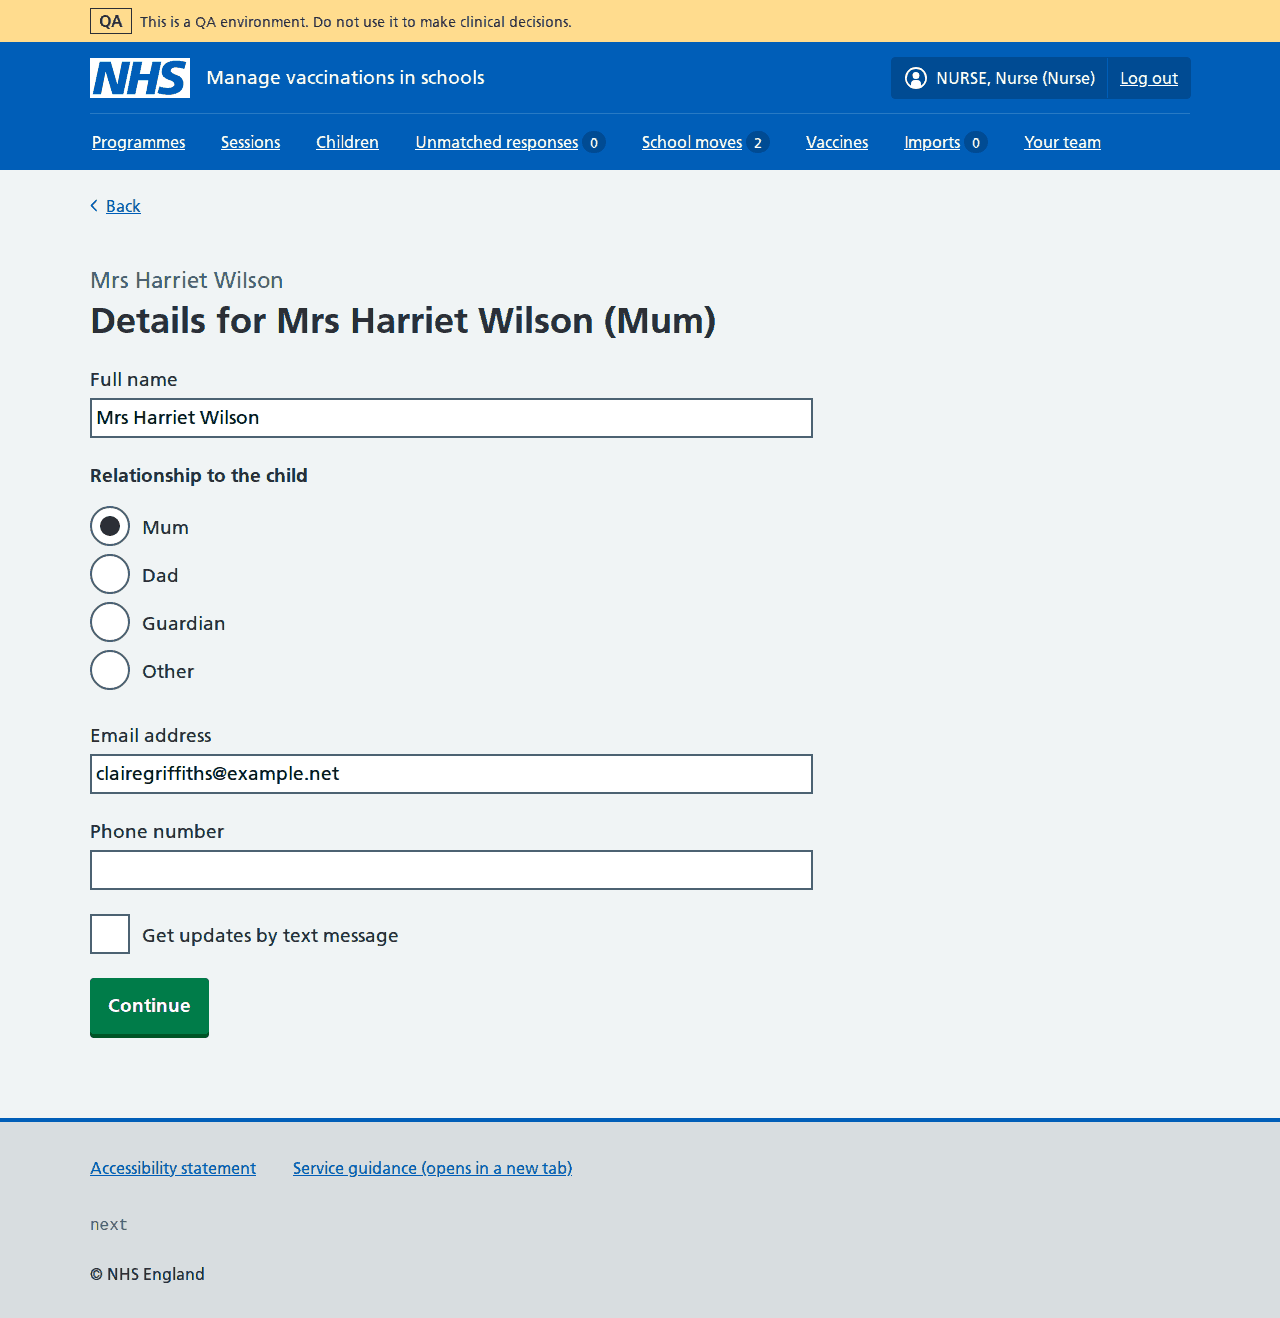 QA This is a QA environment. Do not use it to make clinical decisions.
NHS Manage vaccinations in schools NURSE, Nurse (Nurse) Log out
Programmes Sessions Children Unmatched responses 0 School moves 2 Vaccines Imports 0 Your team
Back
Mrs Harriet Wilson
Details for Mrs Harriet Wilson (Mum)
Full name
Mrs Harriet Wilson
Relationship to the child
Mum
Dad
Guardian
Other
Email address
clairegriffiths@example.net
Phone number
Get updates by text message
Continue
Accessibility statement Service guidance (opens in a new tab)
next
© NHS England